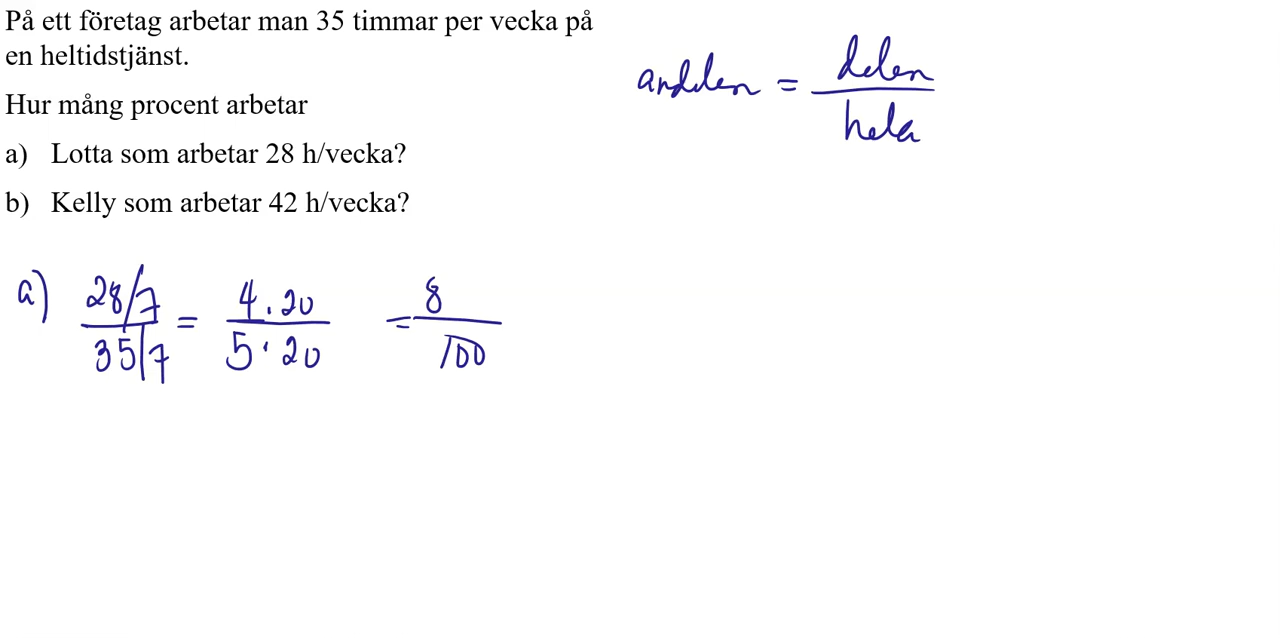 På ett företag arbetar man 35 timmar per vecka på
en heltidstjänst.
Hur mång procent arbetar
a) Lotta som arbetar 28 h/vecka?
b) Kelly som arbetar 42 h/vecka?
andelen = delen / hela
a) 28/7 / 35/7 = 4·20 / 5·20 = 8 / 100